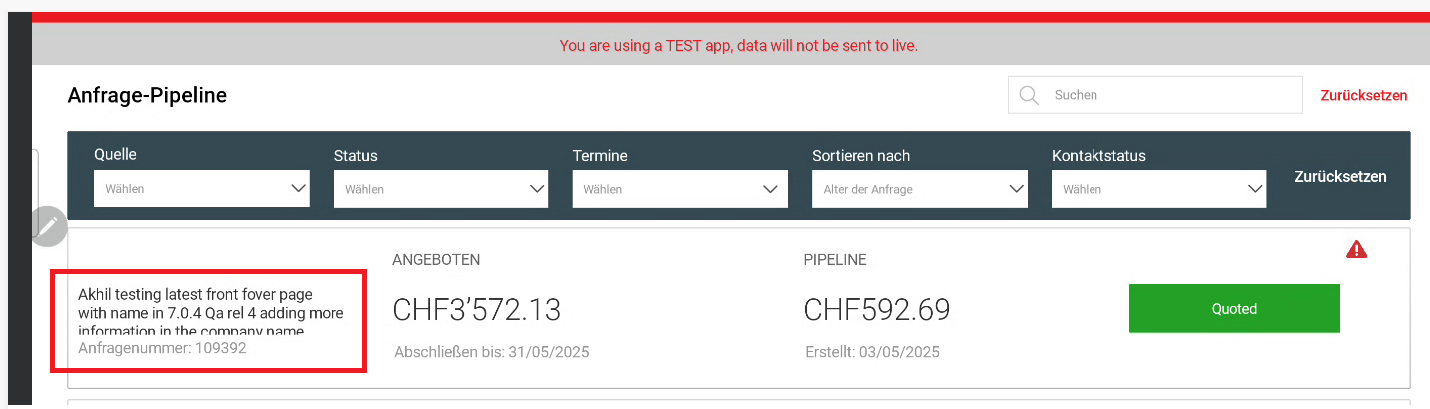 You are using a TEST app, data will not be sent to live.
Anfrage-Pipeline
Suchen
Zurücksetzen
Quelle
Status
Termine
Sortieren nach
Kontaktstatus
Wählen
Wählen
Wählen
Alter der Anfrage
Wählen
Zurücksetzen
Akhil testing latest front fover page
with name in 7.0.4 Qa rel 4 adding more
information in the company name
Anfragenummer: 109392
ANGEBOTEN
CHF3’572.13
Abschließen bis: 31/05/2025
PIPELINE
CHF592.69
Erstellt: 03/05/2025
Quoted